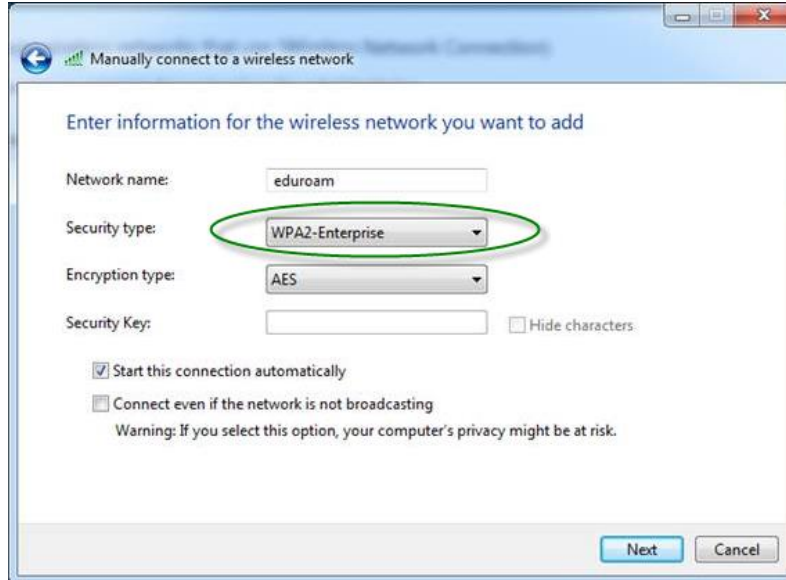 Manually connect to a wireless network
Enter information for the wireless network you want to add
Network name: eduroam
Security type: WPA2-Enterprise
Encryption type: AES
Security Key: Hide characters
Start this connection automatically
Connect even if the network is not broadcasting
Warning: If you select this option, your computer's privacy might be at risk.
Next Cancel